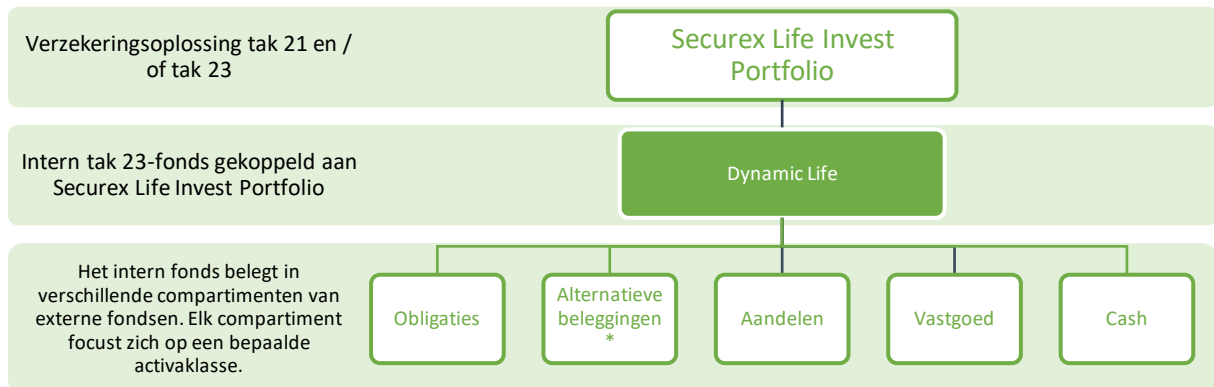 Verzekeringsoplossing tak 21 en /
of tak 23
Securex Life Invest
Portfolio
Intern tak 23-fonds gekoppeld aan
Securex Life Invest Portfolio
Dynamic Life
Het intern fonds belegt in
verschillende compartimenten van
externe fondsen. Elk compartiment
focust zich op een bepaalde
activaklasse.
Obligaties
Alternatieve
beleggingen
*
Aandelen
Vastgoed
Cash